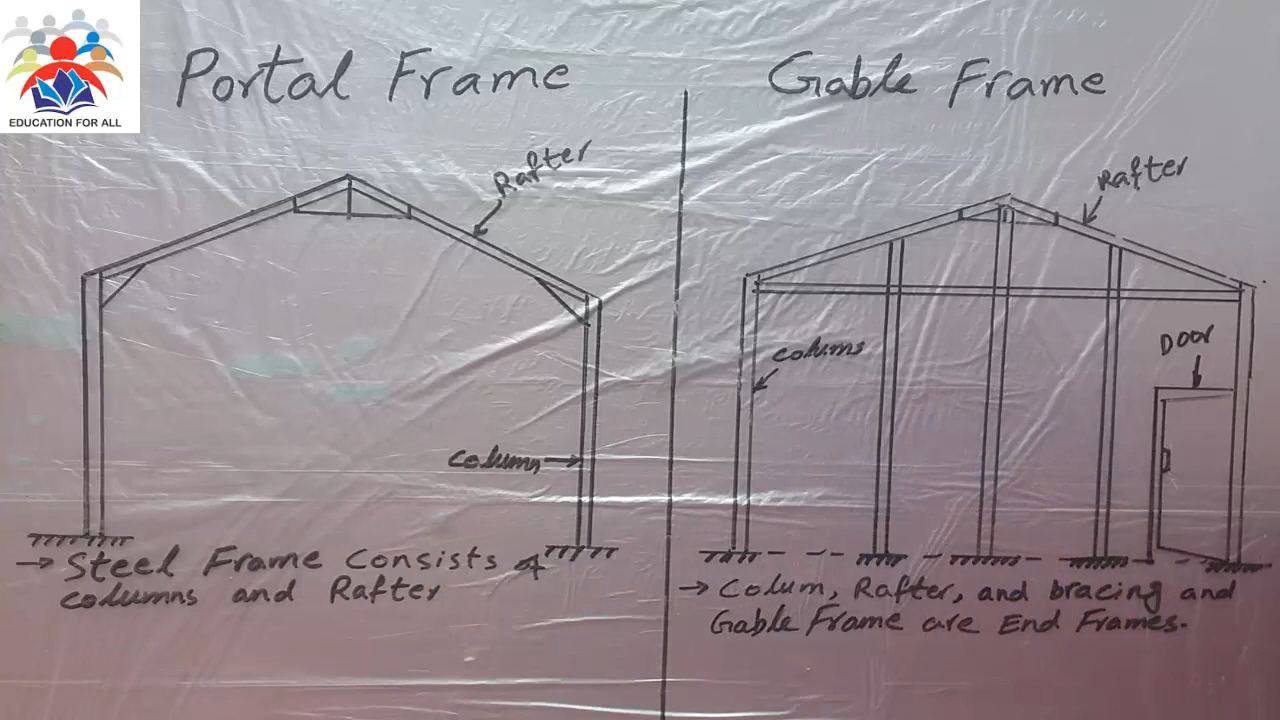 EDUCATION FOR ALL
Portal Frame
Rafter
column
→ Steel Frame consists of
columns and Rafter
Gable Frame
Rafter
colums
Door
→ Colum, Rafter, and bracing and
Gable Frame are End Frames.